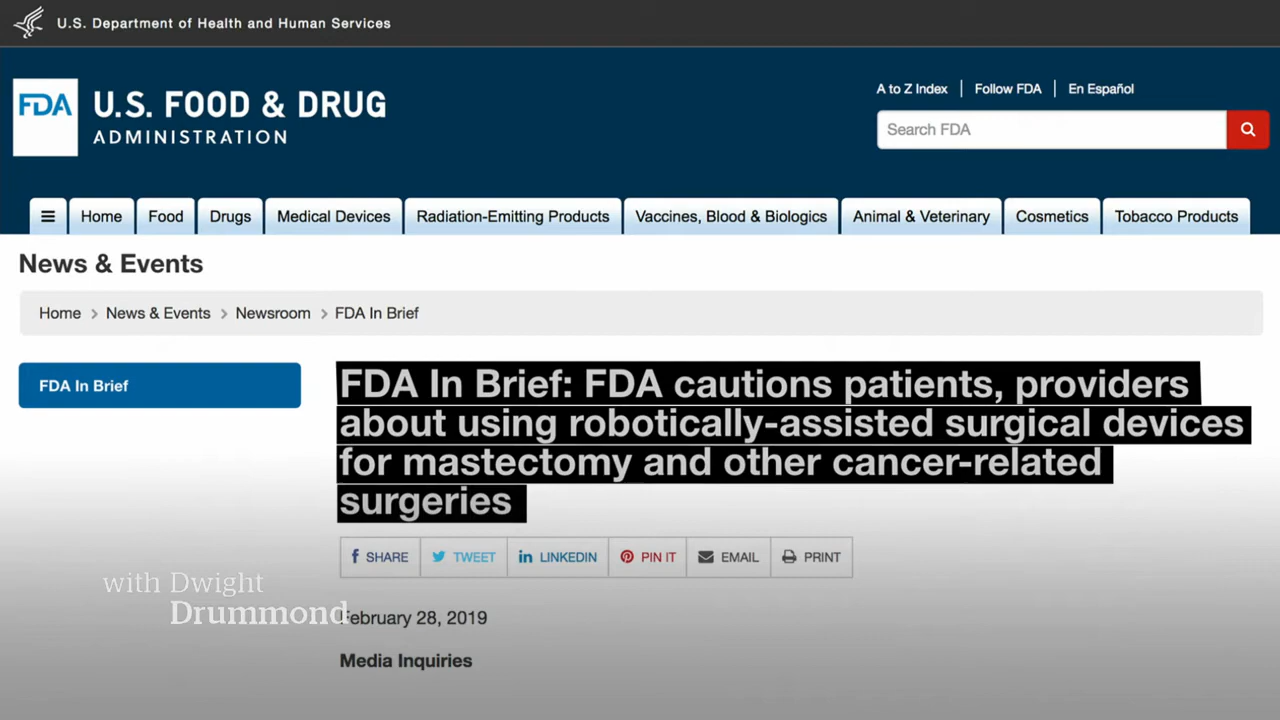 U.S. Department of Health and Human Services
FDA
U.S. FOOD & DRUG
ADMINISTRATION
A to Z Index
Follow FDA
En Español
Search FDA
Home
Food
Drugs
Medical Devices
Radiation-Emitting Products
Vaccines, Blood & Biologics
Animal & Veterinary
Cosmetics
Tobacco Products
News & Events
Home > News & Events > Newsroom > FDA In Brief
FDA In Brief
FDA In Brief: FDA cautions patients, providers
about using robotically-assisted surgical devices
for mastectomy and other cancer-related
surgeries
SHARE
TWEET
LINKEDIN
PIN IT
EMAIL
PRINT
with Dwight
Drummond
February 28, 2019
Media Inquiries